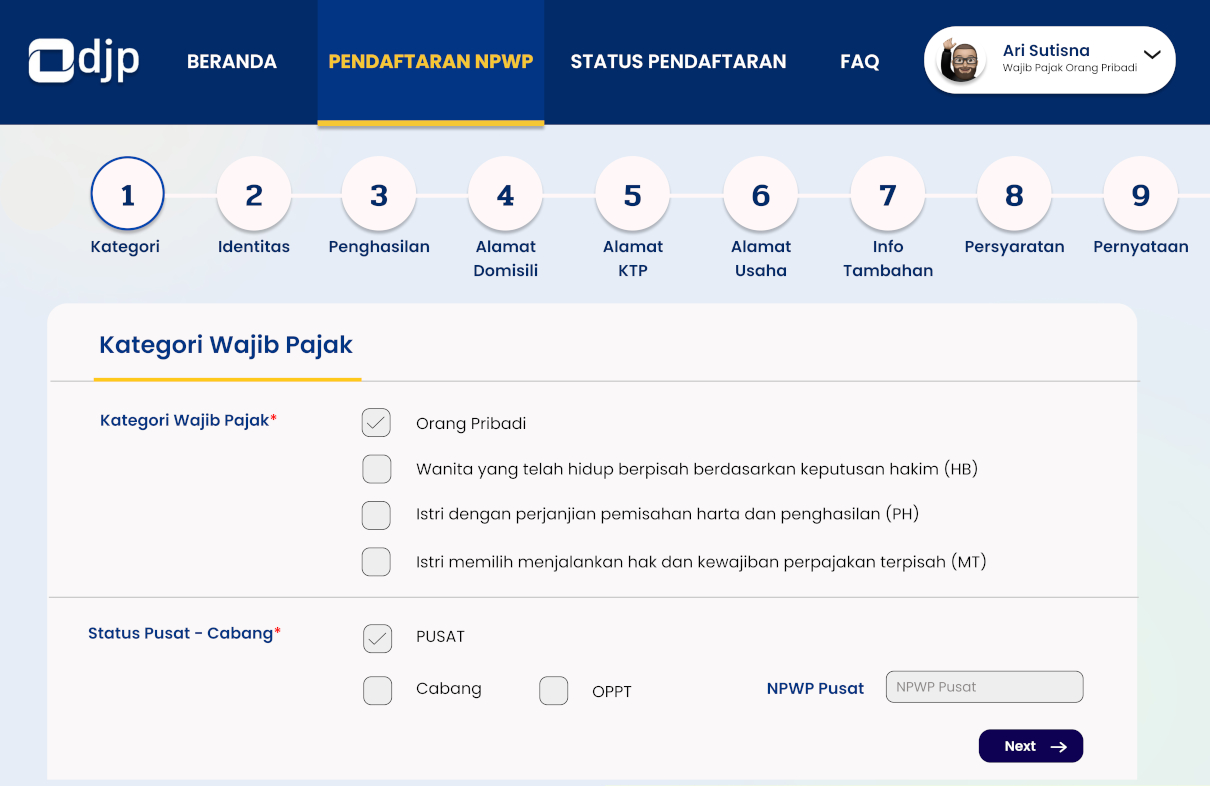 djp
BERANDA
PENDAFTARAN NPWP
STATUS PENDAFTARAN
FAQ
Ari Sutisna
Wajib Pajak Orang Pribadi
1
2
3
4
5
6
7
8
9
Kategori
Identitas
Penghasilan
Alamat
Domisili
Alamat
KTP
Alamat
Usaha
Info
Tambahan
Persyaratan
Pernyataan
Kategori Wajib Pajak
Kategori Wajib Pajak*
Orang Pribadi
Wanita yang telah hidup berpisah berdasarkan keputusan hakim (HB)
Istri dengan perjanjian pemisahan harta dan penghasilan (PH)
Istri memilih menjalankan hak dan kewajiban perpajakan terpisah (MT)
Status Pusat - Cabang*
PUSAT
Cabang
OPPT
NPWP Pusat
NPWP Pusat
Next